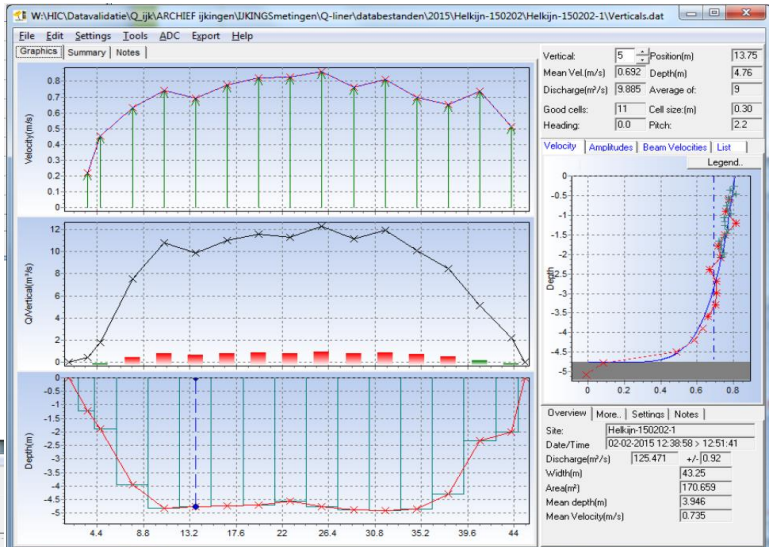 W:\HIC\Datavalidatie\Q_ijk\ARCHIEF ijkingen\IJKINGSmetingen\Q-liner\databestanden\2015\Helkijn-150202\Helkijn-150202-1\Verticals.dat
File Edit Settings Tools ADC Export Help
Graphics Summary Notes
Vertical: 5 Position(m) 13.75
Mean Vel.(m/s) 0.692 Depth(m) 4.76
Discharge(m³/s) 9.885 Average of: 9
Good cells: 11 Cell size:(m) 0.30
Heading: 0.0 Pitch: 2.2
Velocity Amplitudes Beam Velocities List
Legend..
Velocity(m/s)
0.8
0.7
0.6
0.5
0.4
0.3
0.2
0.1
0
Q/Vertical(m³/s)
12
10
8
6
4
2
0
Depth(m)
0
-0.5
-1
-1.5
-2
-2.5
-3
-3.5
-4
-4.5
-5
4.4 8.8 13.2 17.6 22 26.4 30.8 35.2 39.6 44
Depth
0
-0.5
-1
-1.5
-2
-2.5
-3
-3.5
-4
-4.5
-5
0 0.2 0.4 0.6 0.8
Overview More.. Settings Notes
Site: Helkijn-150202-1
Date/Time 02-02-2015 12:38:58 > 12:51:41
Discharge(m³/s) 125.471 +/- 0.92
Width(m) 43.25
Area(m²) 170.659
Mean depth(m) 3.946
Mean Velocity(m/s) 0.735